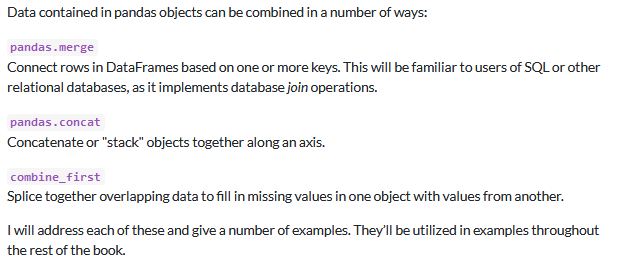 Data contained in pandas objects can be combined in a number of ways:
pandas.merge
Connect rows in DataFrames based on one or more keys. This will be familiar to users of SQL or other
relational databases, as it implements database join operations.
pandas.concat
Concatenate or "stack" objects together along an axis.
combine_first
Splice together overlapping data to fill in missing values in one object with values from another.
I will address each of these and give a number of examples. They'll be utilized in examples throughout
the rest of the book.